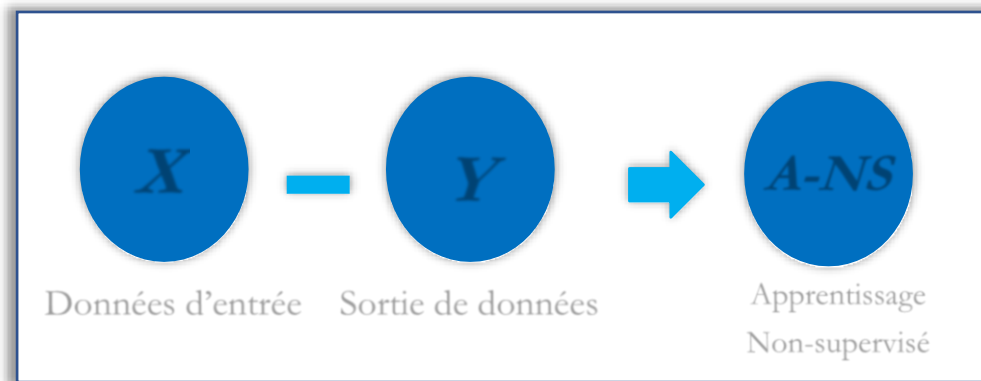 X
Y
A-NS
Données d'entrée
Sortie de données
Apprentissage
Non-supervisé